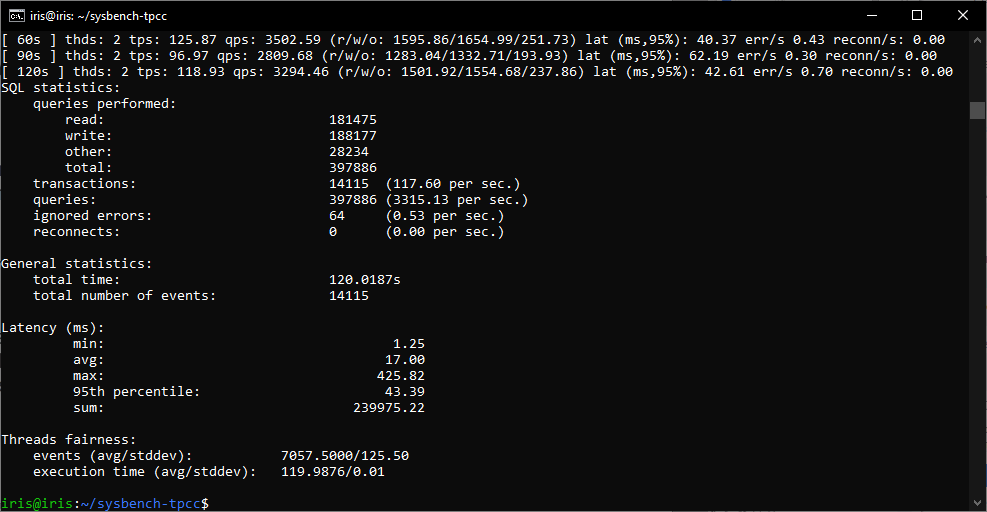 iris@iris: ~/sysbench-tpcc
[ 60s ] thds: 2 tps: 125.87 qps: 3502.59 (r/w/o: 1595.86/1654.99/251.73) lat (ms,95%): 40.37 err/s 0.43 reconn/s: 0.00
[ 90s ] thds: 2 tps: 96.97 qps: 2809.68 (r/w/o: 1283.04/1332.71/193.93) lat (ms,95%): 62.19 err/s 0.30 reconn/s: 0.00
[ 120s ] thds: 2 tps: 118.93 qps: 3294.46 (r/w/o: 1501.92/1554.68/237.86) lat (ms,95%): 42.61 err/s 0.70 reconn/s: 0.00
SQL statistics:
    queries performed:
        read:                            181475
        write:                           188177
        other:                           28234
        total:                           397886
    transactions:                        14115  (117.60 per sec.)
    queries:                             397886 (3315.13 per sec.)
    ignored errors:                      64     (0.53 per sec.)
    reconnects:                          0      (0.00 per sec.)
General statistics:
    total time:                          120.0187s
    total number of events:              14115
Latency (ms):
         min:                                    1.25
         avg:                                   17.00
         max:                                  425.82
         95th percentile:                       43.39
         sum:                               239975.22
Threads fairness:
    events (avg/stddev):           7057.5000/125.50
    execution time (avg/stddev):   119.9876/0.01
iris@iris:~/sysbench-tpcc$